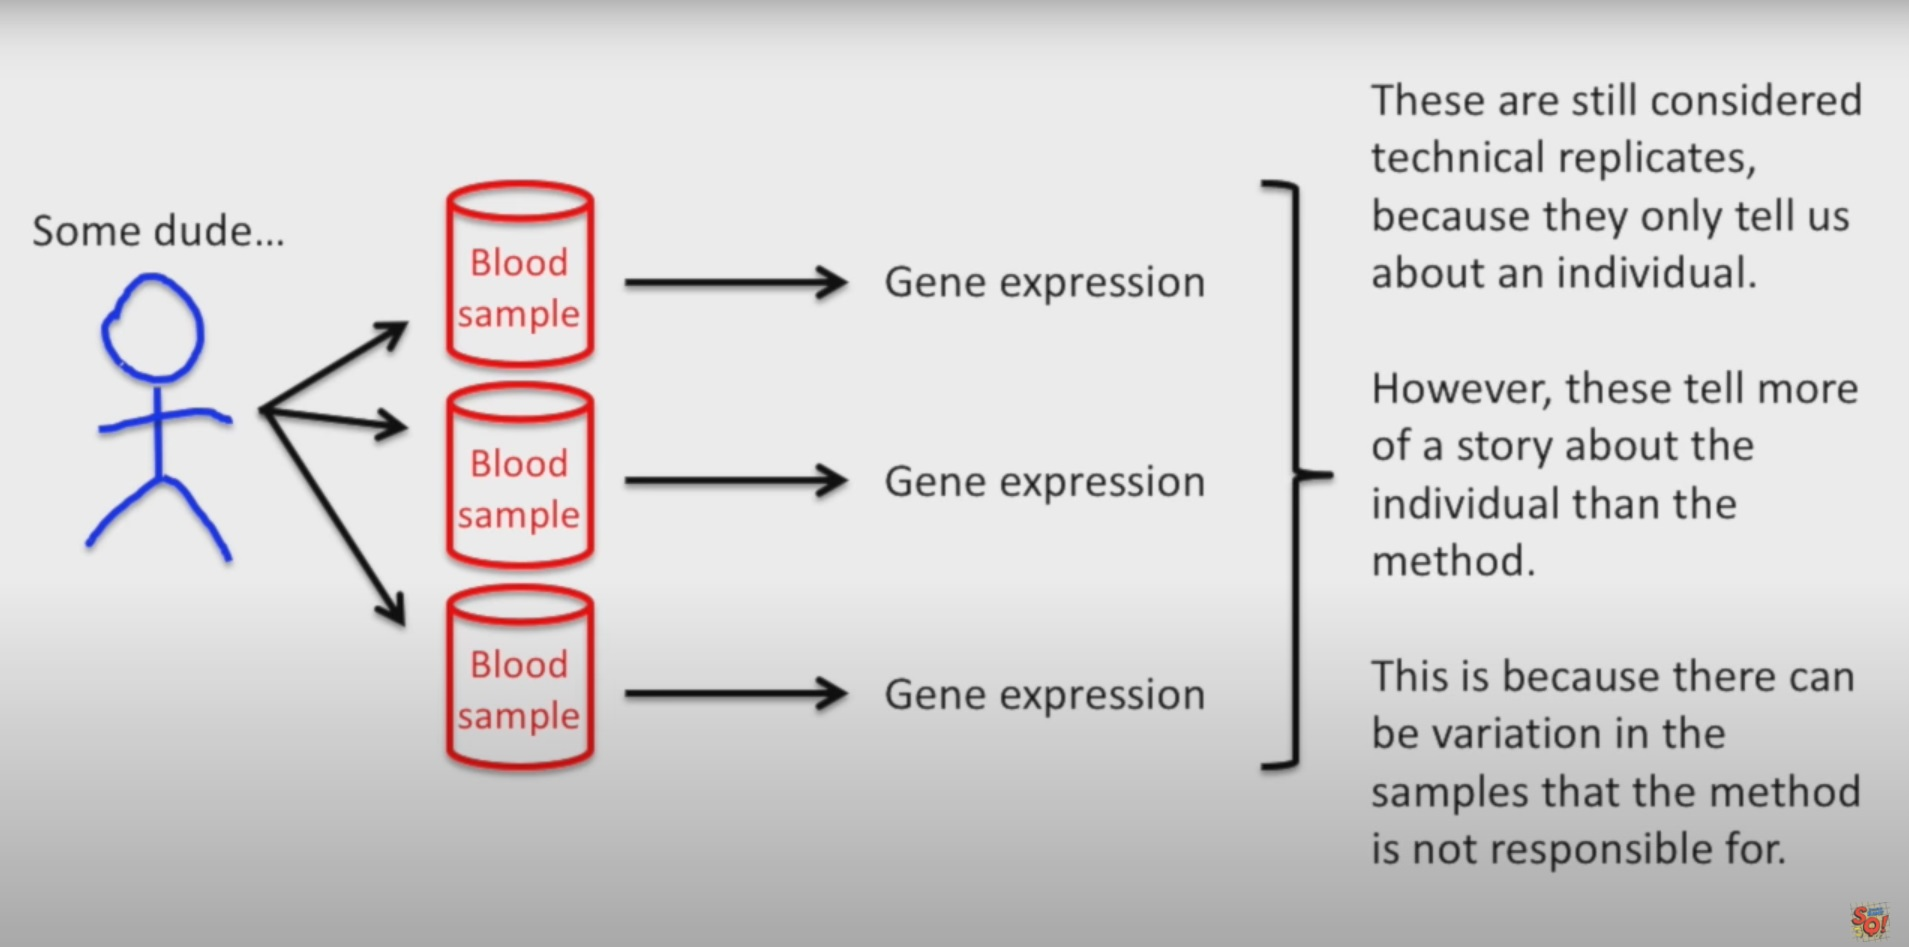 Some dude...
Blood
sample
Gene expression
Blood
sample
Gene expression
Blood
sample
Gene expression
These are still considered
technical replicates,
because they only tell us
about an individual.
However, these tell more
of a story about the
individual than the
method.
This is because there can
be variation in the
samples that the method
is not responsible for.
SQ!